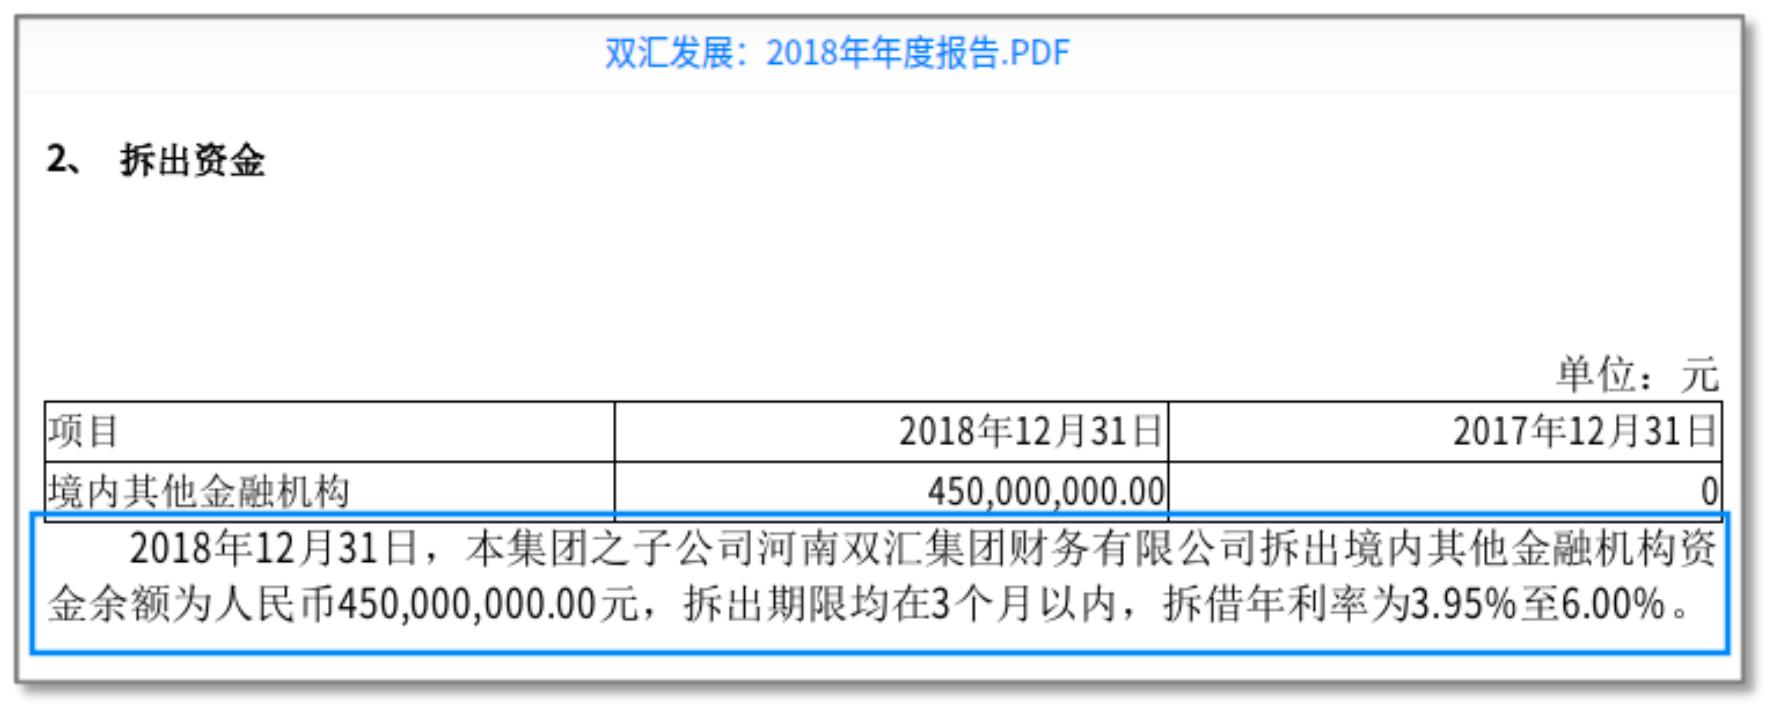 双汇发展：2018年年度报告.PDF
2、 拆出资金
单位：元
项目 2018年12月31日 2017年12月31日
境内其他金融机构 450,000,000.00 0
2018年12月31日，本集团之子公司河南双汇集团财务有限公司拆出境内其他金融机构资
金余额为人民币450,000,000.00元，拆出期限均在3个月以内，拆借年利率为3.95%至6.00%。